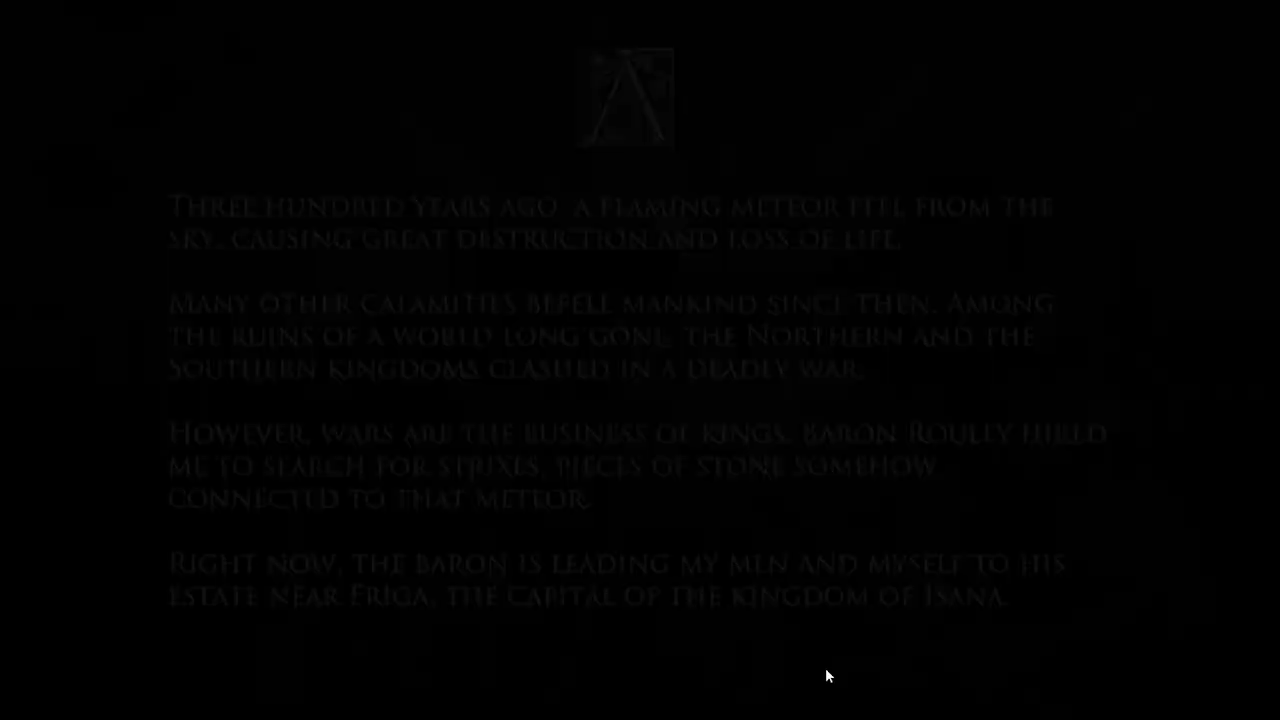 A
THREE HUNDRED YEARS AGO, A FLAMING METEOR FELL FROM THE
SKY, CAUSING GREAT DESTRUCTION AND LOSS OF LIFE.
MANY OTHER CALAMITIES BEFELL MANKIND SINCE THEN. AMONG
THE RUINS OF A WORLD LONG GONE, THE NORTHERN AND THE
SOUTHERN KINGDOMS CLASHED IN A DEADLY WAR.
HOWEVER, WARS ARE THE BUSINESS OF KINGS. BARON ROULEY HIRED
ME TO SEARCH FOR STRIXES, PIECES OF STONE SOMEHOW
CONNECTED TO THAT METEOR.
RIGHT NOW, THE BARON IS LEADING MY MEN AND MYSELF TO HIS
ESTATE NEAR FRIGA, THE CAPITAL OF THE KINGDOM OF ISANA.